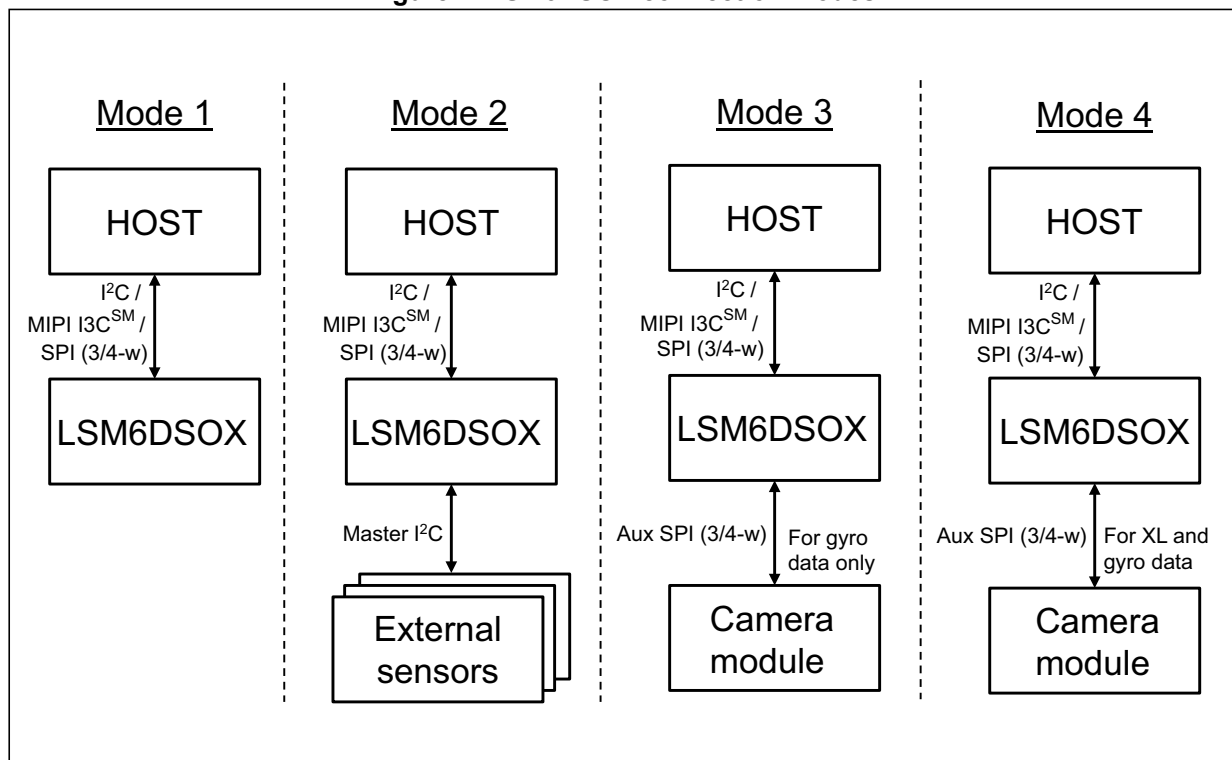 Mode 1
HOST
I²C /
MIPI I3C^SM /
SPI (3/4-w)
LSM6DSOX
Mode 2
HOST
I²C /
MIPI I3C^SM /
SPI (3/4-w)
LSM6DSOX
Master I²C
External
sensors
Mode 3
HOST
I²C /
MIPI I3C^SM /
SPI (3/4-w)
LSM6DSOX
Aux SPI (3/4-w)
For gyro
data only
Camera
module
Mode 4
HOST
I²C /
MIPI I3C^SM /
SPI (3/4-w)
LSM6DSOX
Aux SPI (3/4-w)
For XL and
gyro data
Camera
module